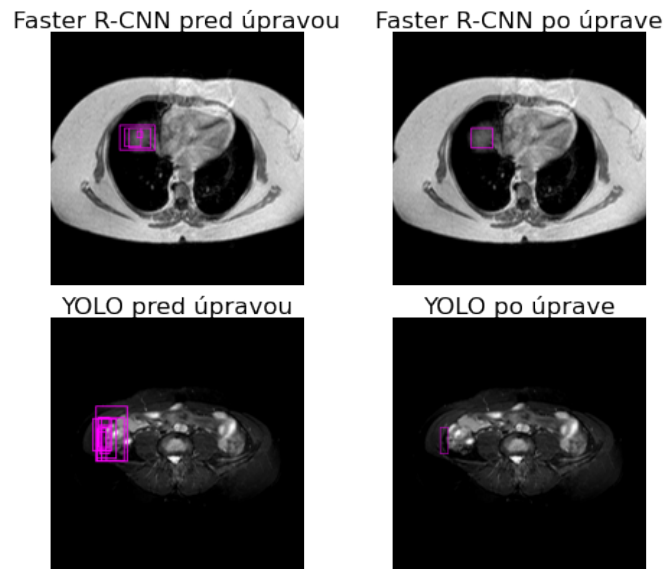 Faster R-CNN pred úpravou
Faster R-CNN po úprave
YOLO pred úpravou
YOLO po úprave